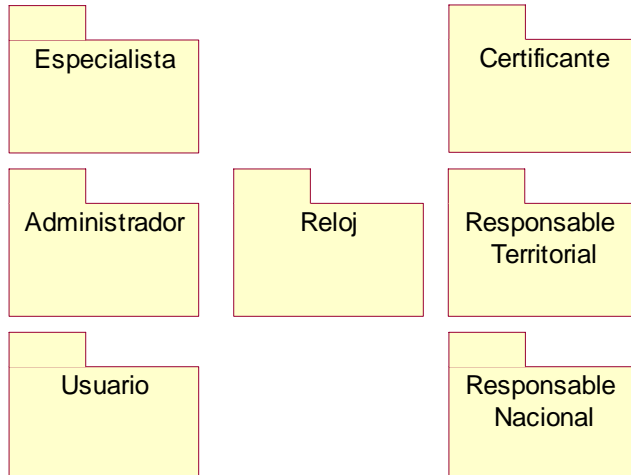 Especialista
Certificante
Administrador
Reloj
Responsable
Territorial
Usuario
Responsable
Nacional